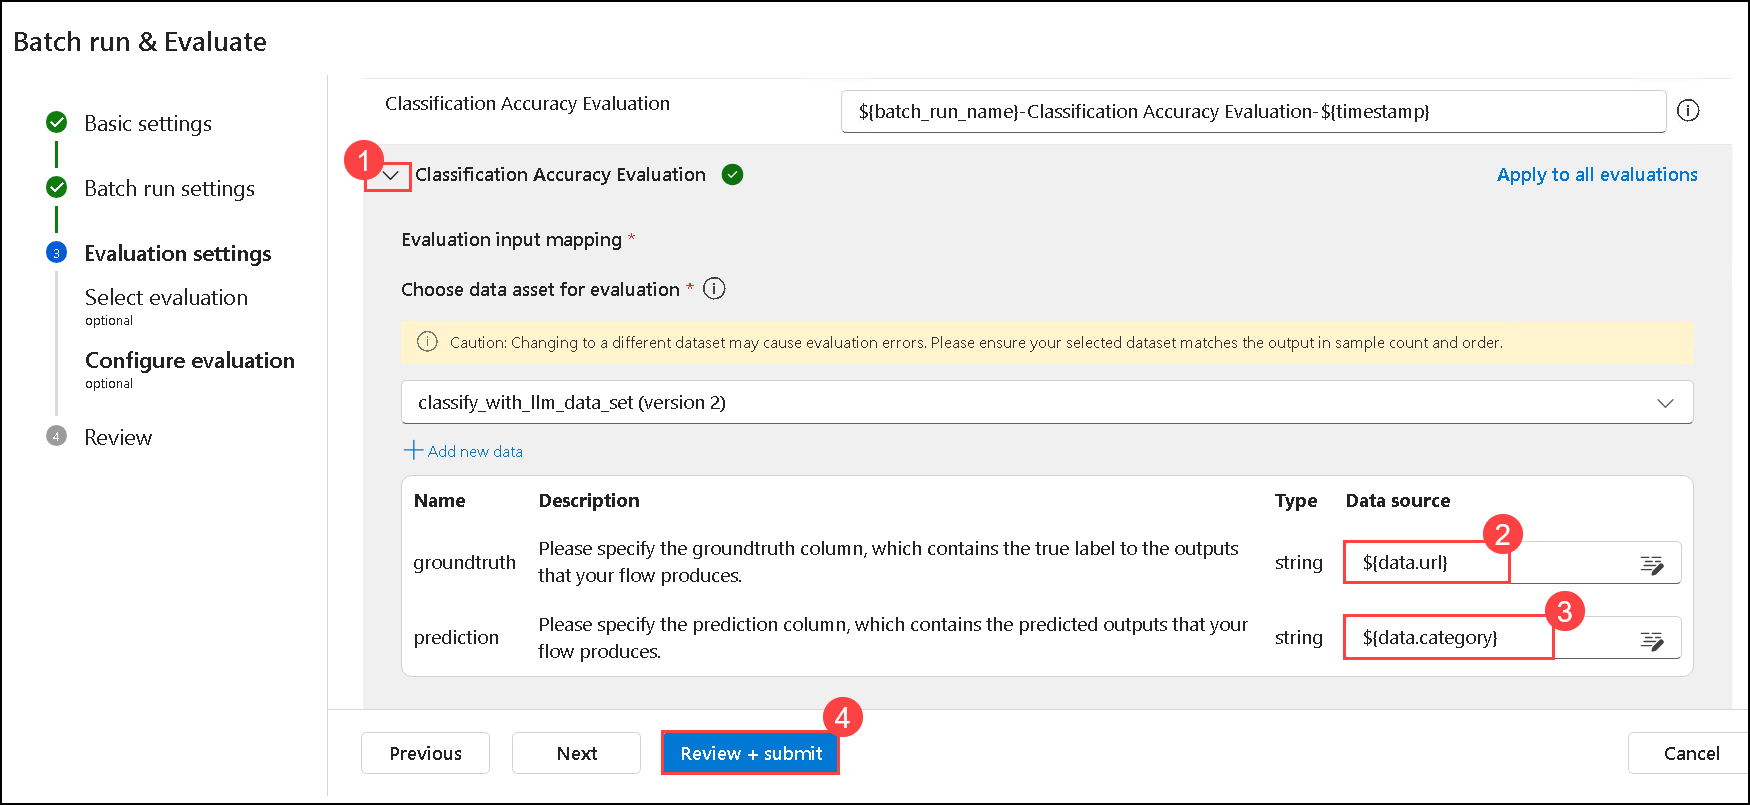 Batch run & Evaluate
Basic settings
Batch run settings
3
Evaluation settings
Select evaluation
optional
Configure evaluation
optional
4
Review
Classification Accuracy Evaluation
${batch_run_name}-Classification Accuracy Evaluation-${timestamp}
1
Classification Accuracy Evaluation
Apply to all evaluations
Evaluation input mapping *
Choose data asset for evaluation *
Caution: Changing to a different dataset may cause evaluation errors. Please ensure your selected dataset matches the output in sample count and order.
classify_with_llm_data_set (version 2)
Add new data
Name Description Type Data source
groundtruth
Please specify the groundtruth column, which contains the true label to the outputs
that your flow produces.
string
${data.url}
2
prediction
Please specify the prediction column, which contains the predicted outputs that your
flow produces.
string
${data.category}
3
Previous
Next
Review + submit
4
Cancel